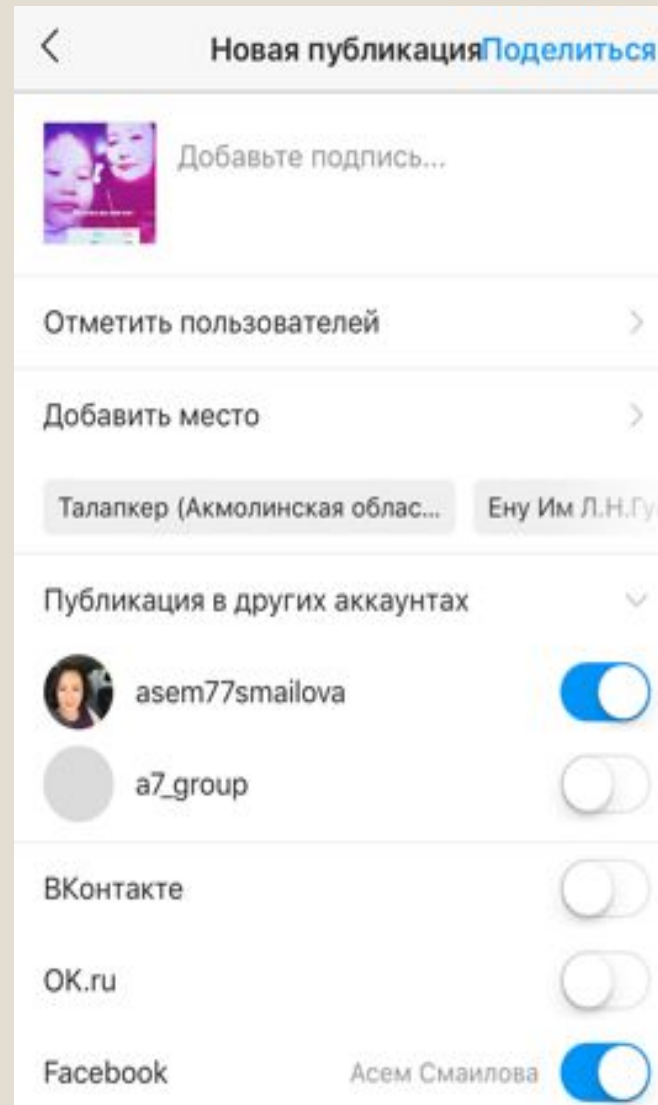 Новая публикация Поделиться
Добавьте подпись...
Отметить пользователей
Добавить место
Талапкер (Акмолинская облас... Ену Им Л.Н.Гу
Публикация в других аккаунтах
asem77smailova
a7_group
ВКонтакте
OK.ru
Facebook Асем Смаилова